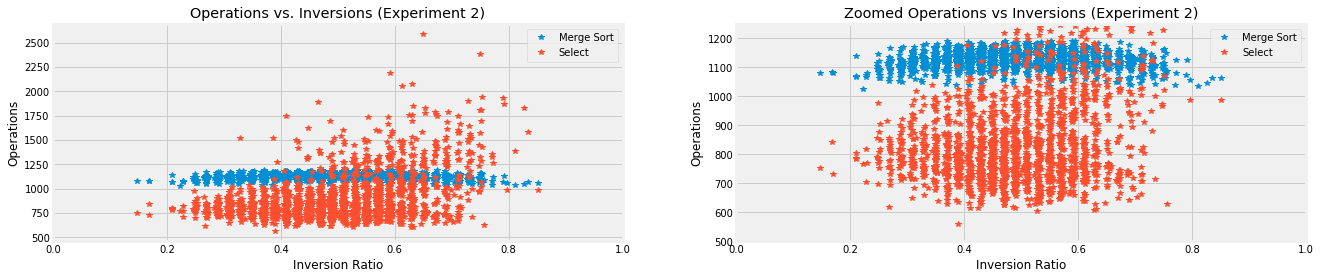 Operations vs. Inversions (Experiment 2)
Operations
2500
2250
2000
1750
1500
1250
1000
750
500
Merge Sort
Select
0.0 0.2 0.4 0.6 0.8 1.0
Inversion Ratio
Zoomed Operations vs Inversions (Experiment 2)
Operations
1200
1100
1000
900
800
700
600
500
Merge Sort
Select
0.0 0.2 0.4 0.6 0.8 1.0
Inversion Ratio